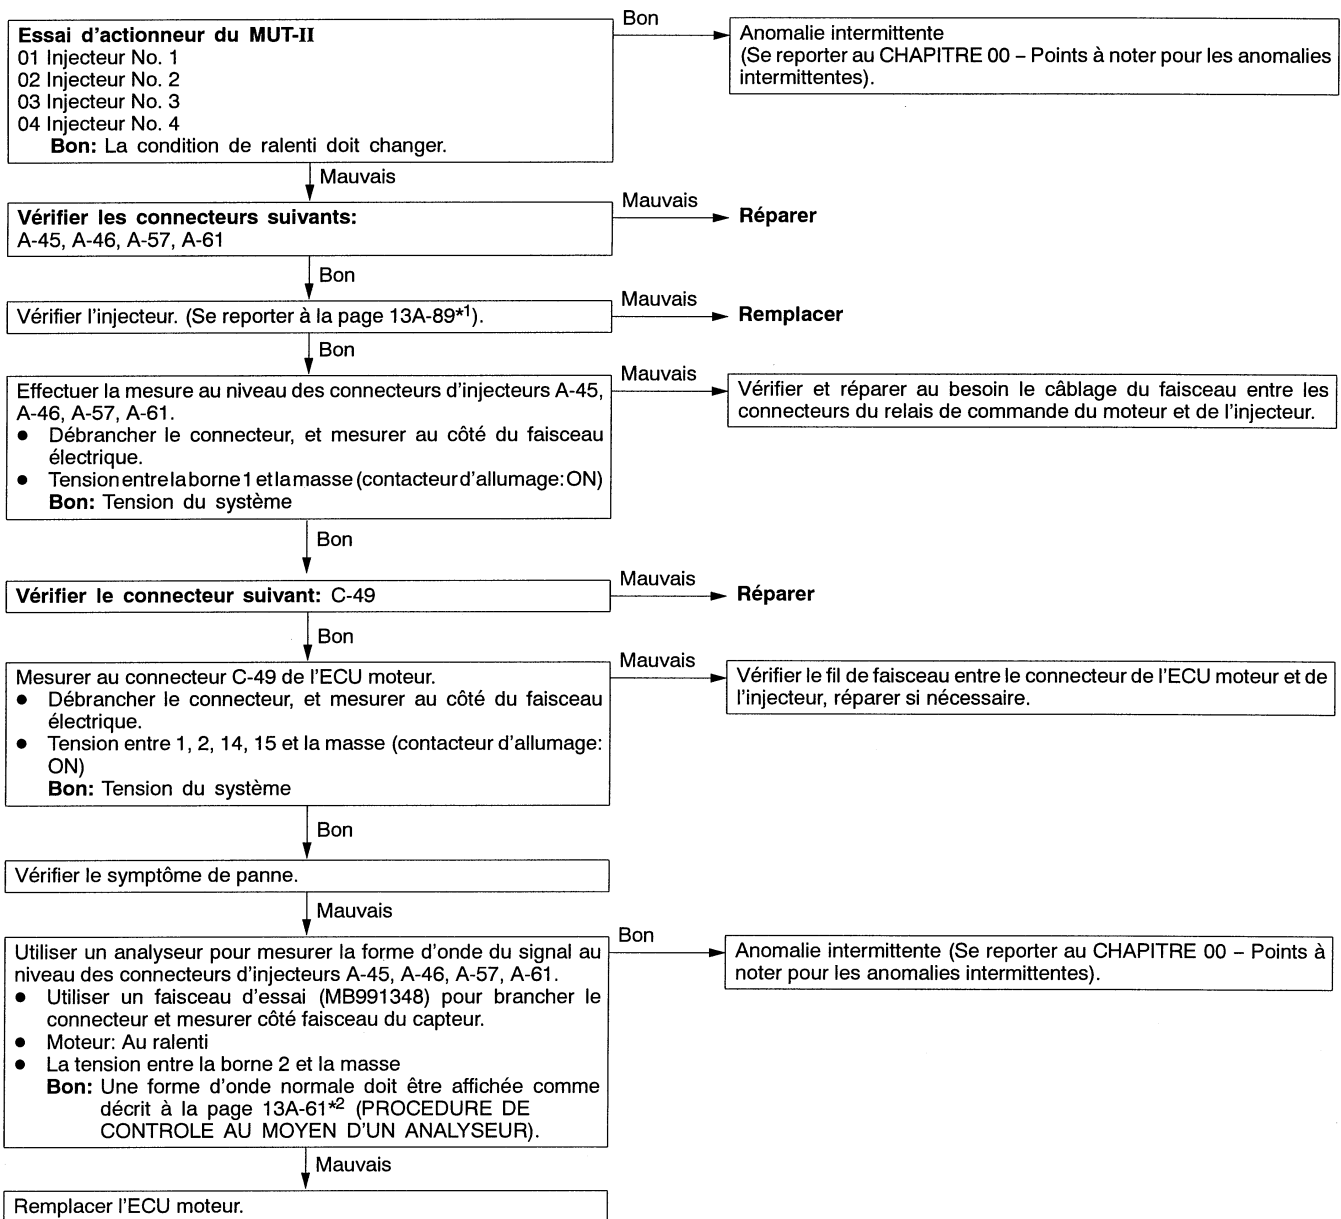 Essai d'actionneur du MUT-II
01 Injecteur No. 1
02 Injecteur No. 2
03 Injecteur No. 3
04 Injecteur No. 4
Bon: La condition de ralenti doit changer.
Bon
Anomalie intermittente
(Se reporter au CHAPITRE 00 – Points à noter pour les anomalies
intermittentes).
Mauvais
Vérifier les connecteurs suivants:
A-45, A-46, A-57, A-61
Mauvais
Réparer
Bon
Vérifier l'injecteur. (Se reporter à la page 13A-89*1).
Mauvais
Remplacer
Bon
Effectuer la mesure au niveau des connecteurs d'injecteurs A-45,
A-46, A-57, A-61.
● Débrancher le connecteur, et mesurer au côté du faisceau
électrique.
● Tension entre la borne 1 et la masse (contacteur d'allumage: ON)
Bon: Tension du système
Mauvais
Vérifier et réparer au besoin le câblage du faisceau entre les
connecteurs du relais de commande du moteur et de l'injecteur.
Bon
Vérifier le connecteur suivant: C-49
Mauvais
Réparer
Bon
Mesurer au connecteur C-49 de l'ECU moteur.
● Débrancher le connecteur, et mesurer au côté du faisceau
électrique.
● Tension entre 1, 2, 14, 15 et la masse (contacteur d'allumage:
ON)
Bon: Tension du système
Mauvais
Vérifier le fil de faisceau entre le connecteur de l'ECU moteur et de
l'injecteur, réparer si nécessaire.
Bon
Vérifier le symptôme de panne.
Mauvais
Utiliser un analyseur pour mesurer la forme d'onde du signal au
niveau des connecteurs d'injecteurs A-45, A-46, A-57, A-61.
● Utiliser un faisceau d'essai (MB991348) pour brancher le
connecteur et mesurer côté faisceau du capteur.
● Moteur: Au ralenti
● La tension entre la borne 2 et la masse
Bon: Une forme d'onde normale doit être affichée comme
décrit à la page 13A-61*2 (PROCEDURE DE
CONTROLE AU MOYEN D'UN ANALYSEUR).
Bon
Anomalie intermittente (Se reporter au CHAPITRE 00 – Points à
noter pour les anomalies intermittentes).
Mauvais
Remplacer l'ECU moteur.